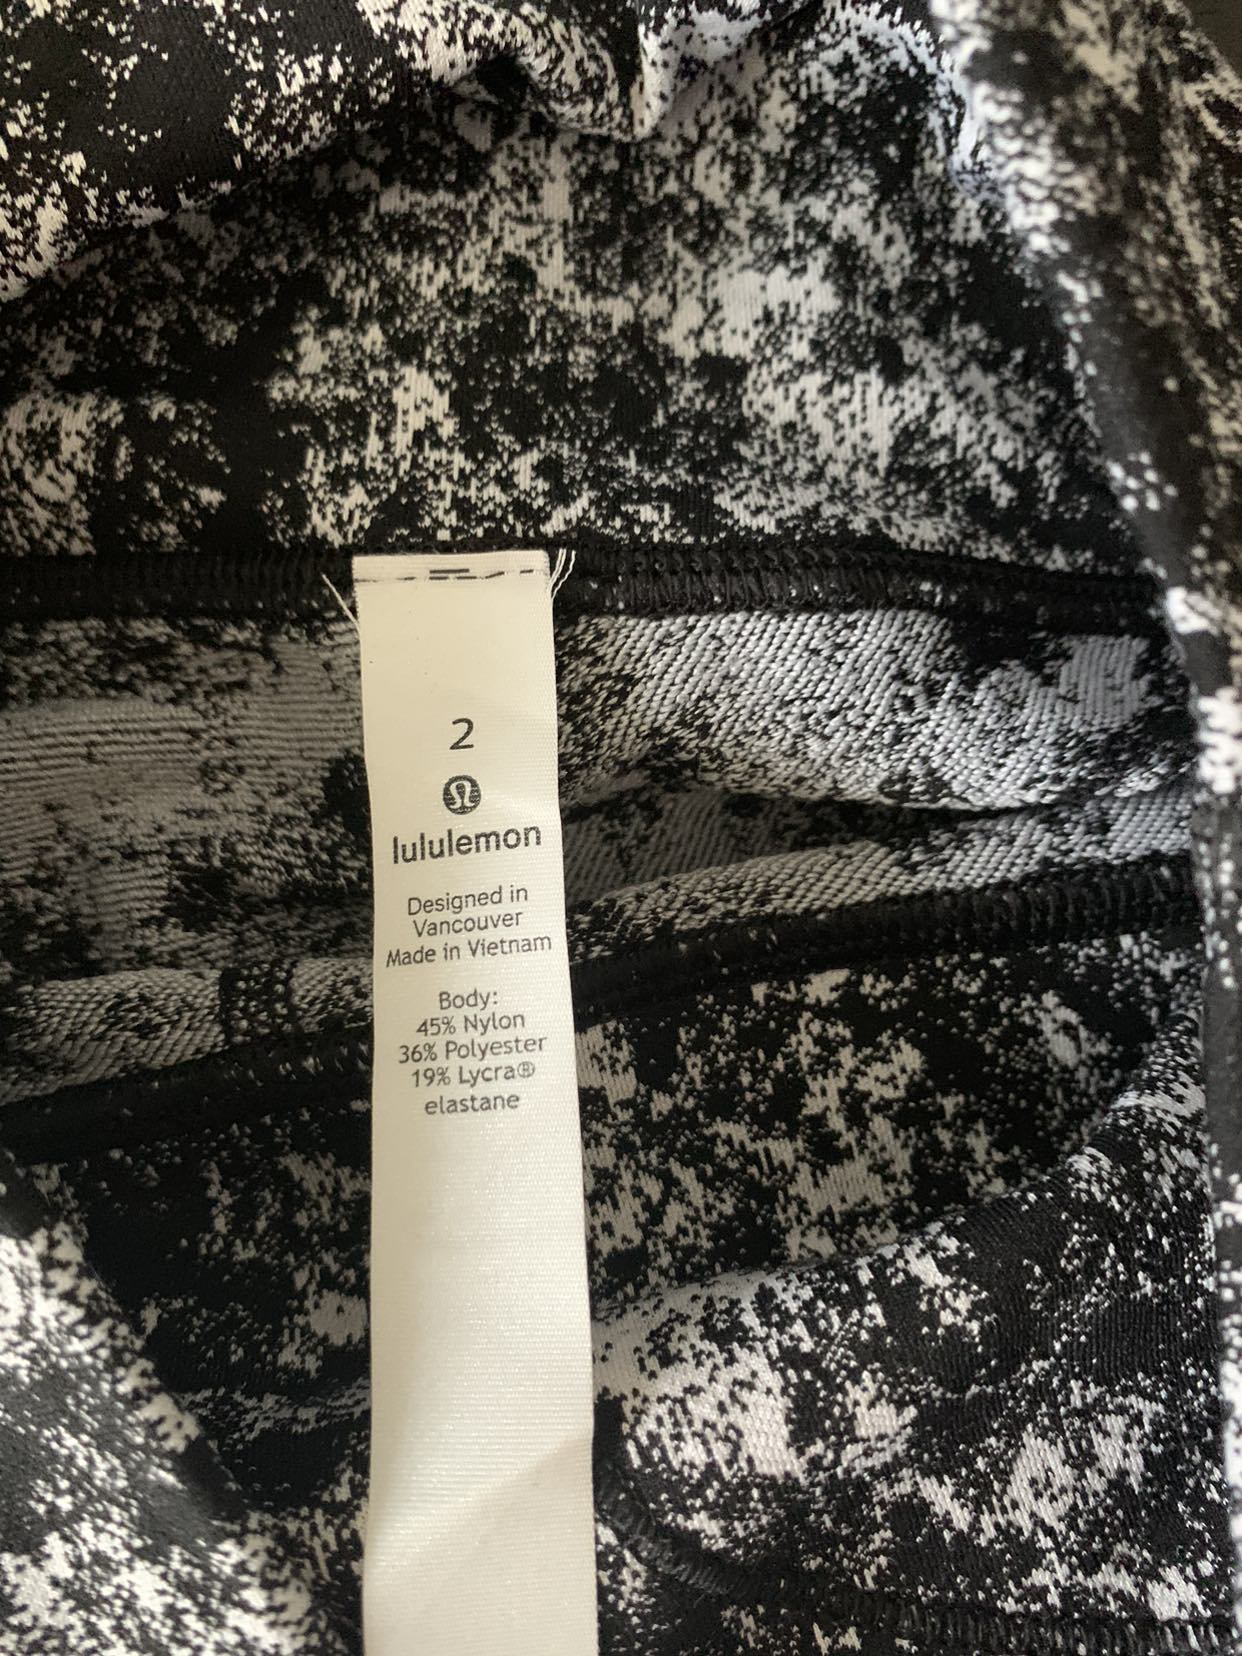 2
lululemon
Designed in
Vancouver
Made in Vietnam
Body:
45% Nylon
36% Polyester
19% Lycra®
elastane